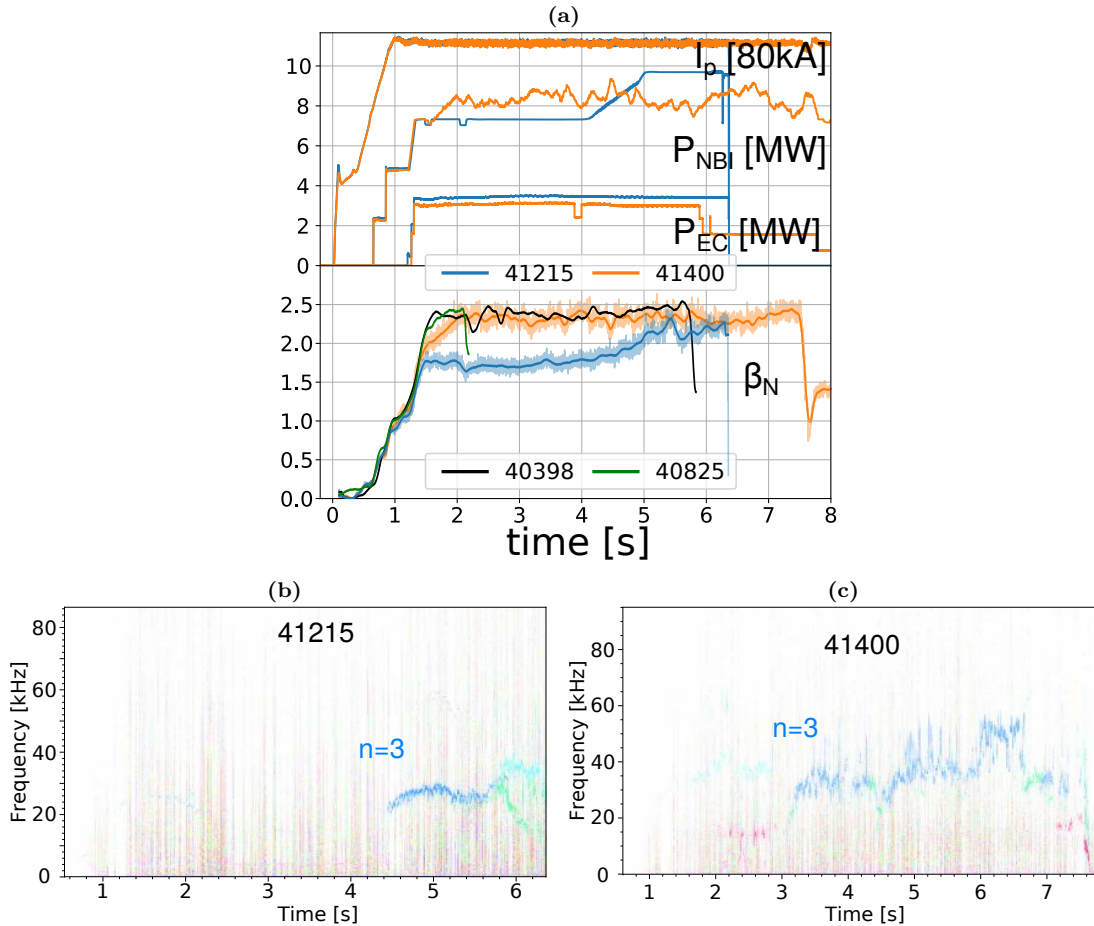 (a)
10
8
6
4
2
0
I_p [80kA]
P_NBI [MW]
P_EC [MW]
41215 41400
2.5
2.0
1.5
1.0
0.5
0.0
β_N
40398 40825
0 1 2 3 4 5 6 7 8
time [s]
(b)
41215
n=3
Frequency [kHz]
80
60
40
20
0
1 2 3 4 5 6
Time [s]
(c)
41400
n=3
Frequency [kHz]
80
60
40
20
0
1 2 3 4 5 6 7
Time [s]